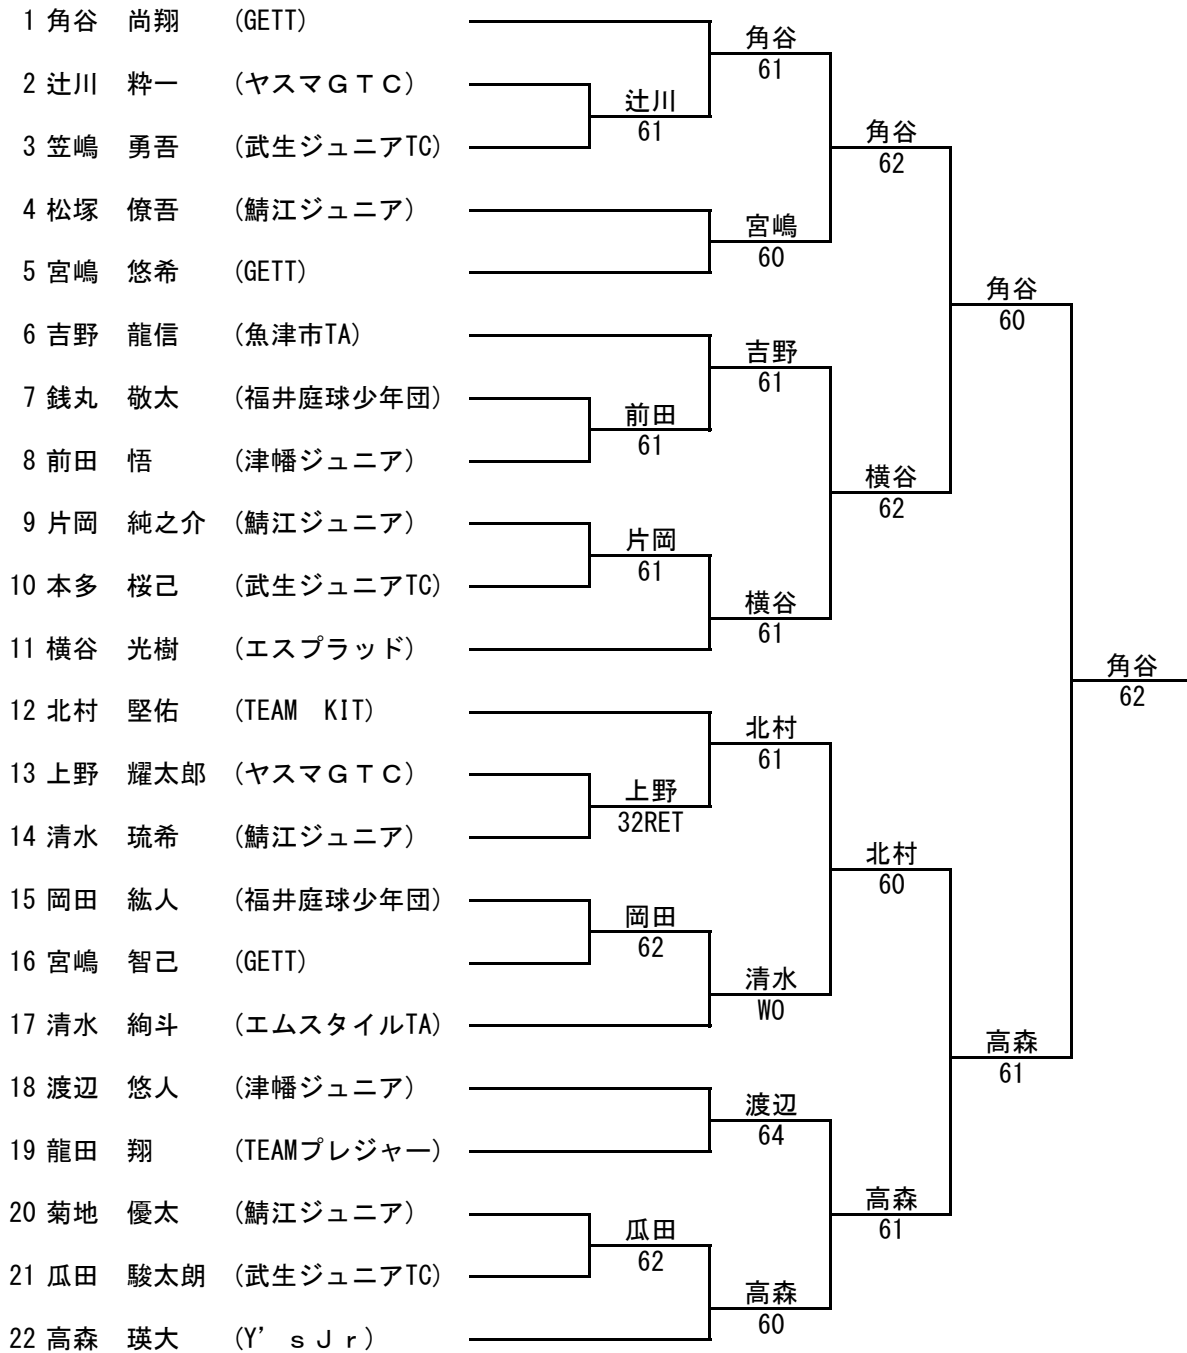 1 角谷　尚翔　(GETT)
角谷
61
2 辻川　粋一　(ヤスマＧＴＣ)
辻川
61
3 笠嶋　勇吾　(武生ジュニアTC)
角谷
62
4 松塚　僚吾　(鯖江ジュニア)
宮嶋
60
5 宮嶋　悠希　(GETT)
角谷
60
6 吉野　龍信　(魚津市TA)
吉野
61
7 銭丸　敬太　(福井庭球少年団)
前田
61
8 前田　悟　(津幡ジュニア)
横谷
62
9 片岡　純之介　(鯖江ジュニア)
片岡
61
10 本多　桜己　(武生ジュニアTC)
横谷
61
11 横谷　光樹　(エスプラッド)
角谷
62
12 北村　堅佑　(TEAM　KIT)
北村
61
13 上野　耀太郎　(ヤスマＧＴＣ)
上野
32RET
14 清水　琉希　(鯖江ジュニア)
北村
60
15 岡田　紘人　(福井庭球少年団)
岡田
62
16 宮嶋　智己　(GETT)
清水
WO
17 清水　絢斗　(エムスタイルTA)
高森
61
18 渡辺　悠人　(津幡ジュニア)
渡辺
64
19 龍田　翔　(TEAMプレジャー)
高森
61
20 菊地　優太　(鯖江ジュニア)
瓜田
62
21 瓜田　駿太朗　(武生ジュニアTC)
高森
60
22 高森　瑛大　(Y’ｓＪｒ)